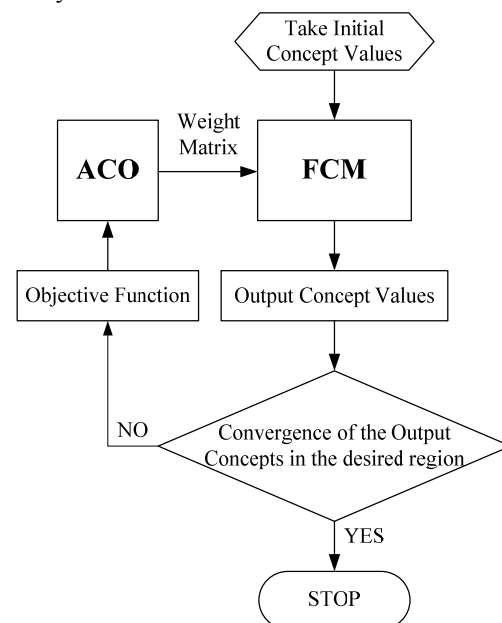 Take Initial
Concept Values
Weight
Matrix
ACO
FCM
Objective Function
Output Concept Values
NO
Convergence of the Output
Concepts in the desired region
YES
STOP